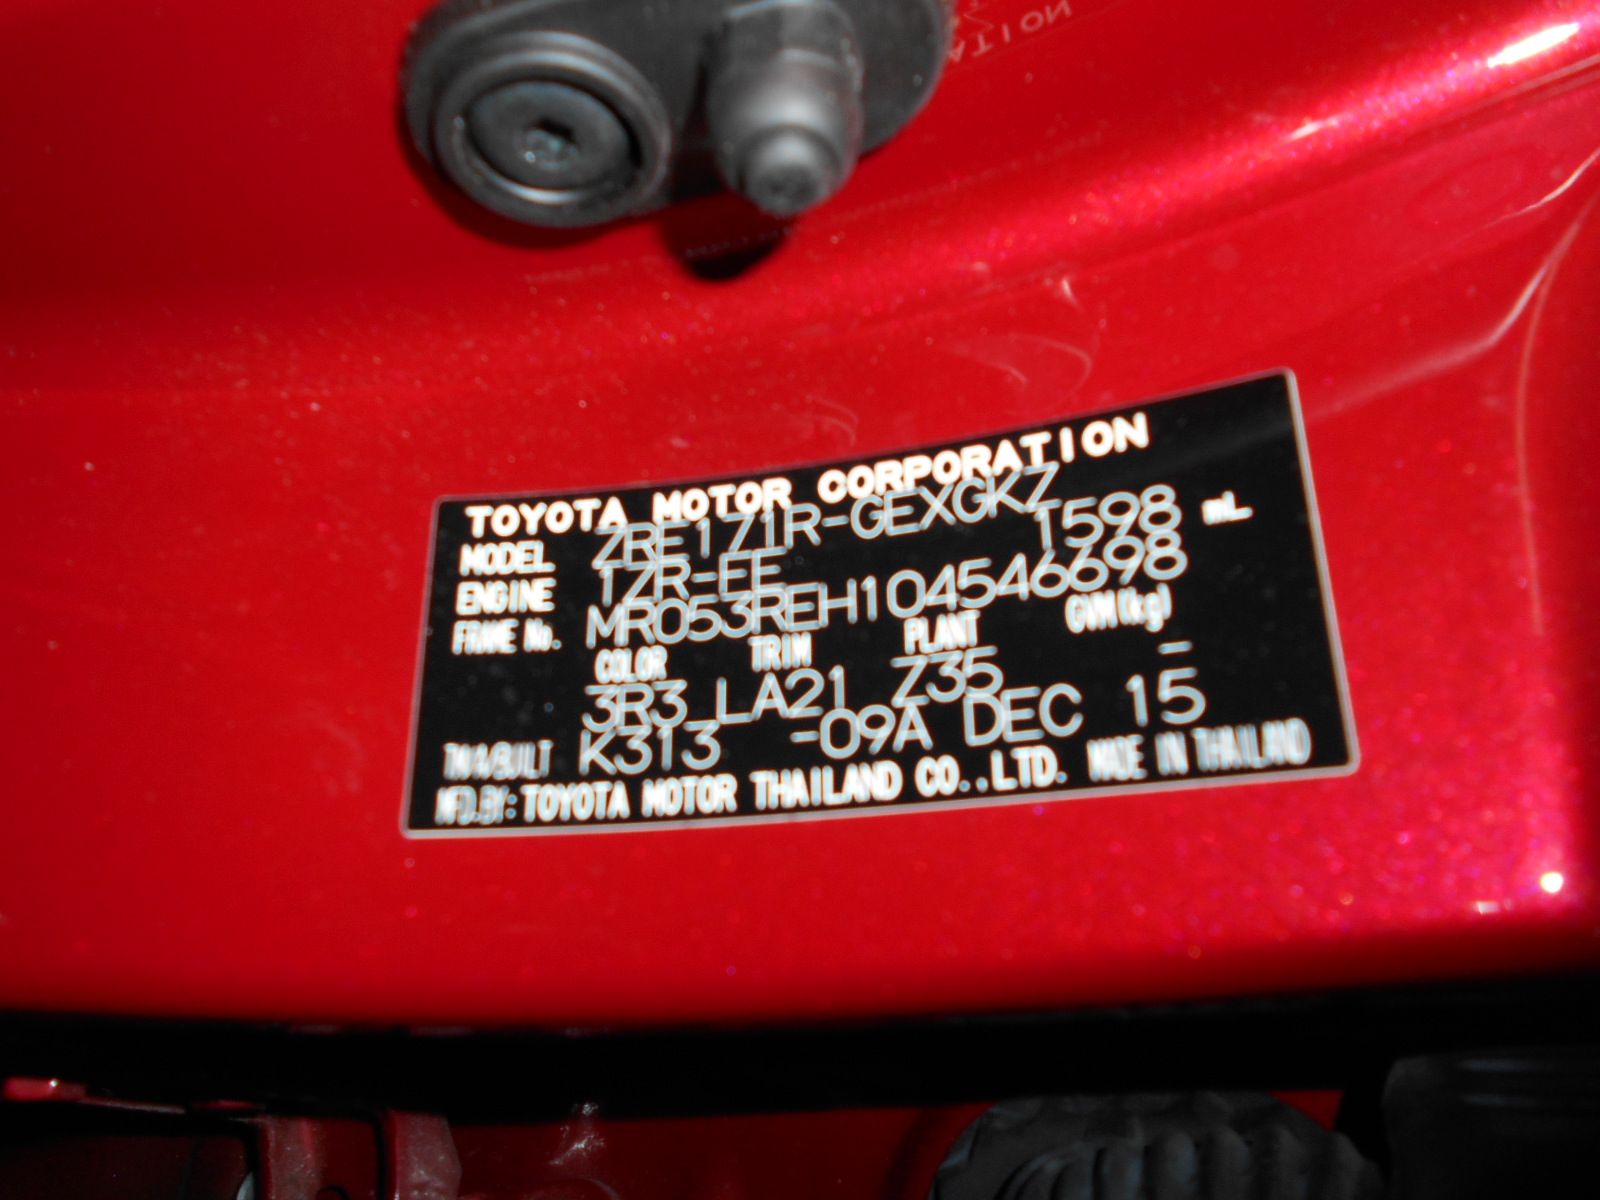 TOYOTA MOTOR CORPORATION
MODEL ZRE171R-GEXGKZ
ENGINE 1ZR-FE 1598 mL
FRAME No. MR053REH104546698
COLOR TRIM PLANT GVM(kg)
3R3 LA21 Z35 -
TM-A/BUILT K313 -09A DEC 15
MFD.BY:TOYOTA MOTOR THAILAND CO.,LTD. MADE IN THAILAND
ATION